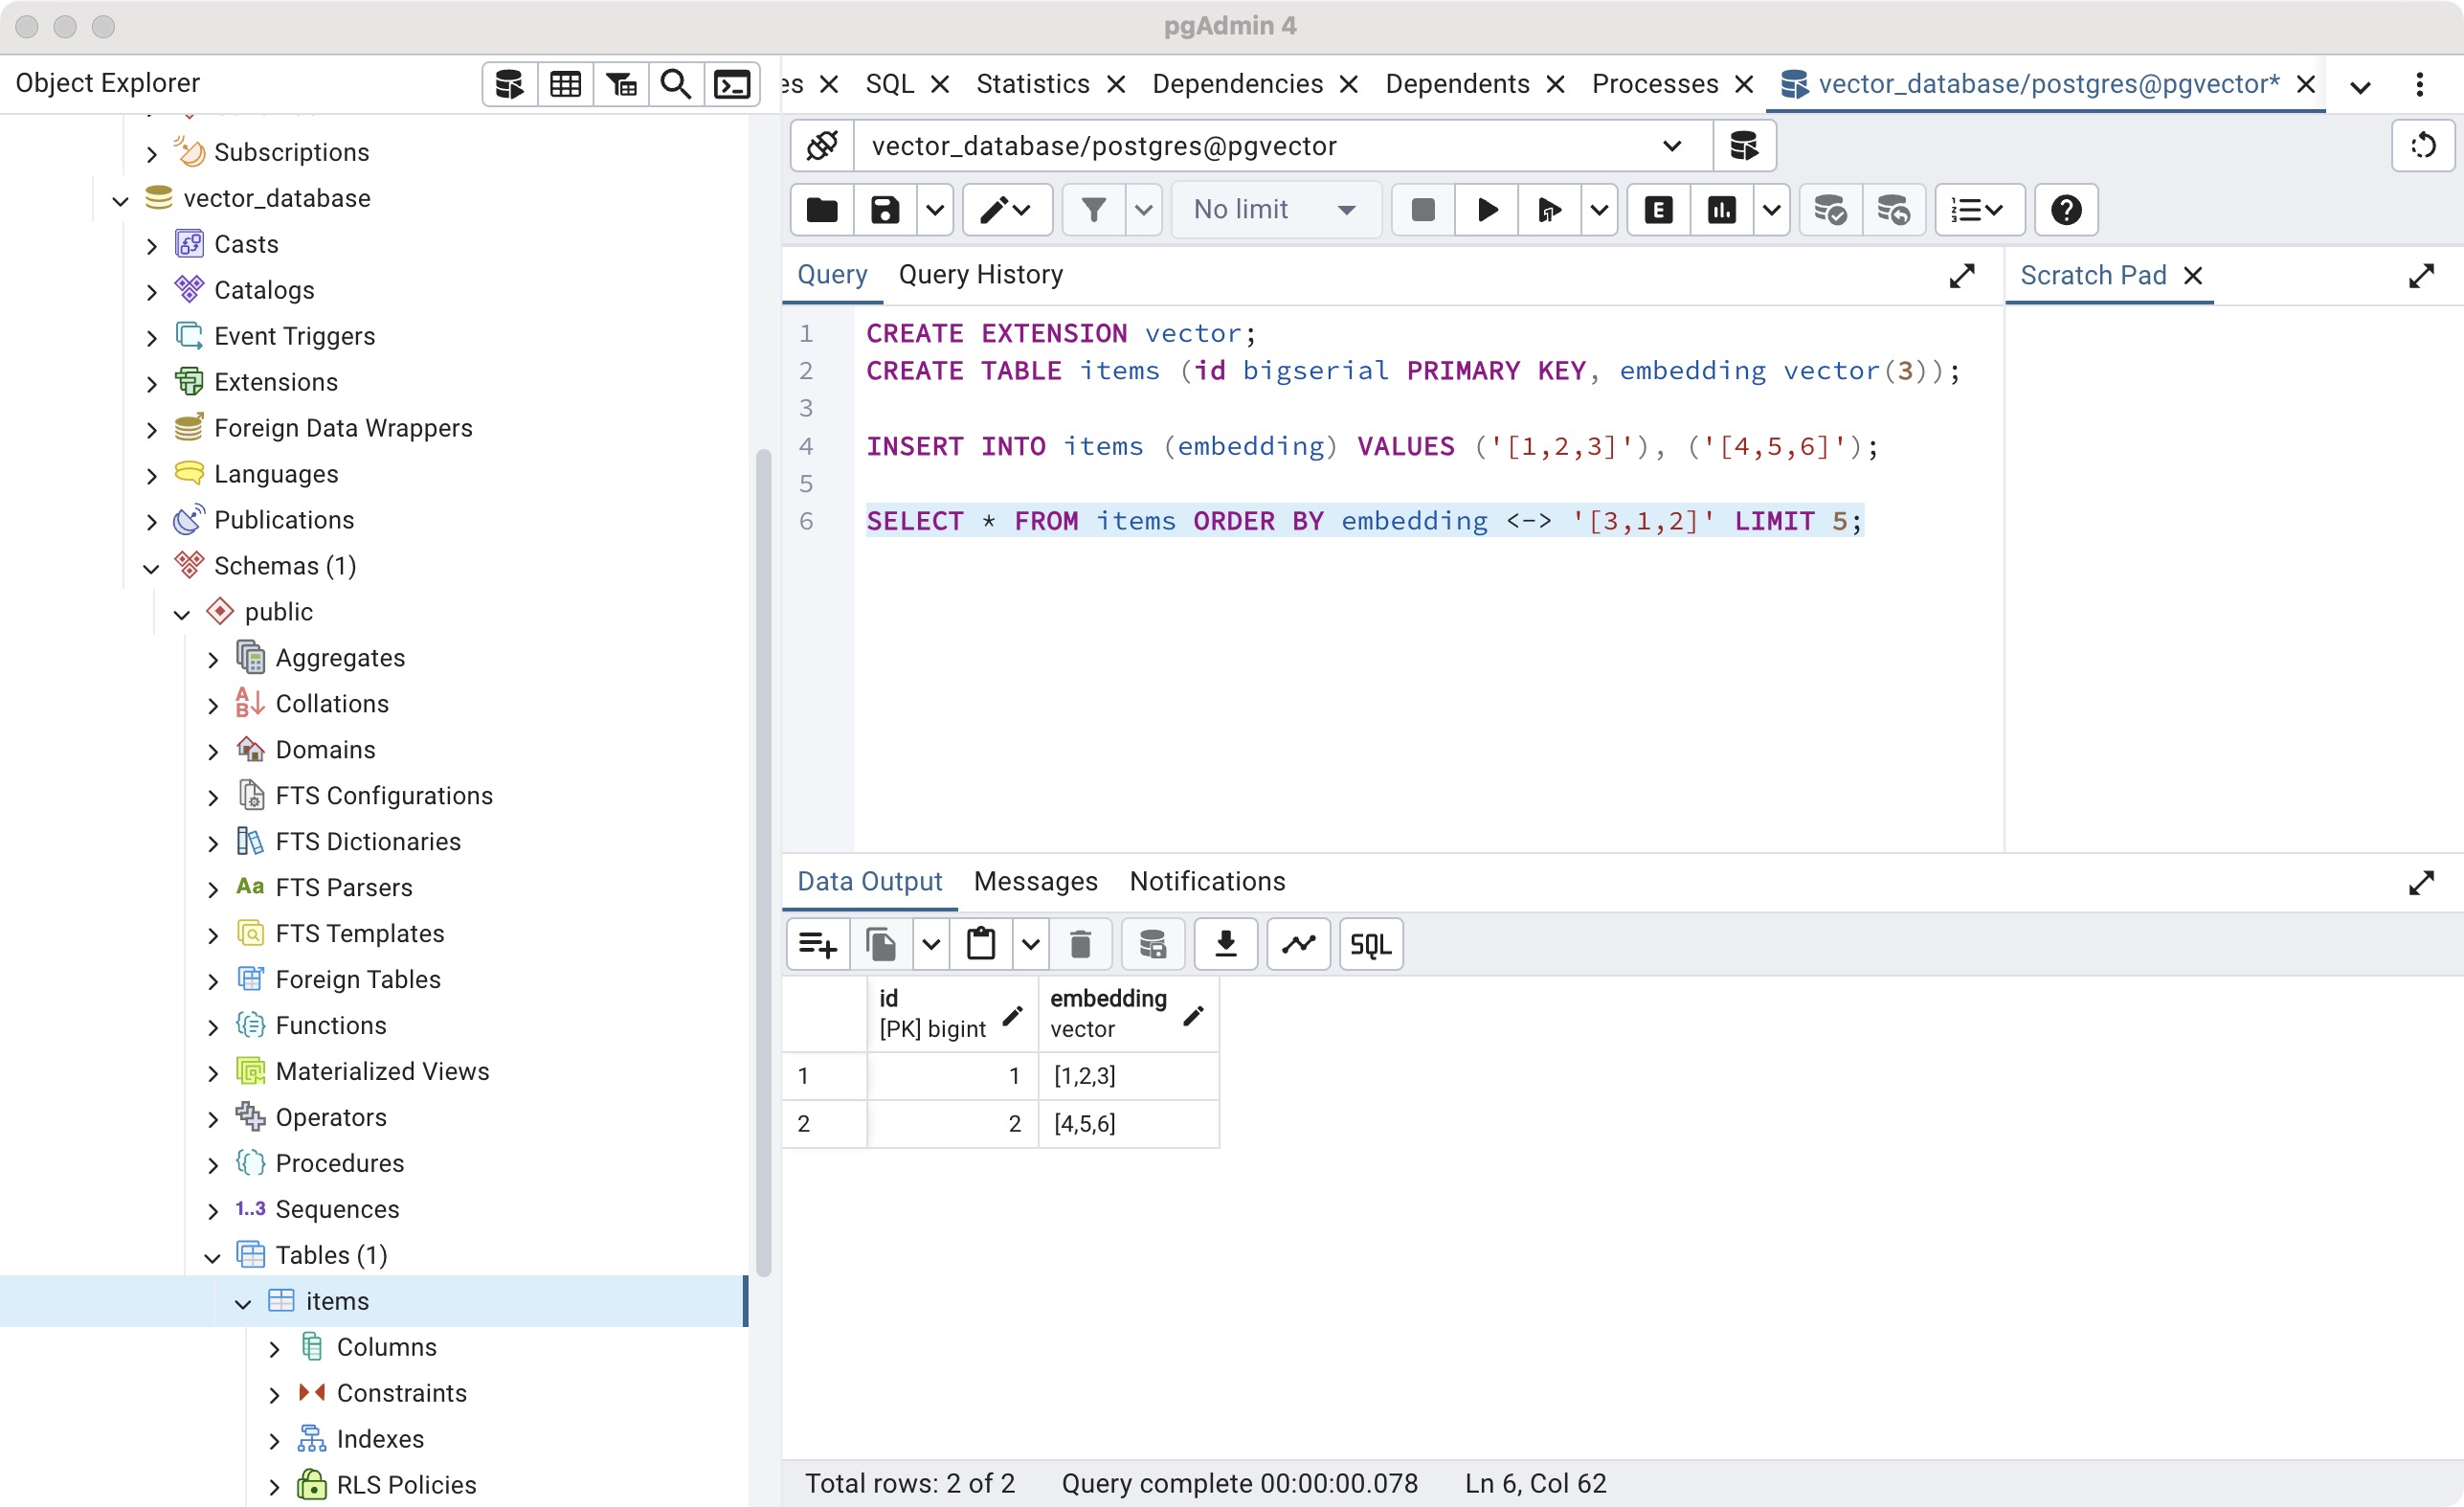 pgAdmin 4
Object Explorer
Subscriptions
vector_database
Casts
Catalogs
Event Triggers
Extensions
Foreign Data Wrappers
Languages
Publications
Schemas (1)
public
Aggregates
Collations
Domains
FTS Configurations
FTS Dictionaries
Aa FTS Parsers
FTS Templates
Foreign Tables
Functions
Materialized Views
Operators
Procedures
1..3 Sequences
Tables (1)
items
Columns
Constraints
Indexes
RLS Policies
es SQL Statistics Dependencies Dependents Processes vector_database/postgres@pgvector*
vector_database/postgres@pgvector
No limit E
Query Query History
Scratch Pad
1 CREATE EXTENSION vector;
2 CREATE TABLE items (id bigserial PRIMARY KEY, embedding vector(3));
3
4 INSERT INTO items (embedding) VALUES ('[1,2,3]'), ('[4,5,6]');
5
6 SELECT * FROM items ORDER BY embedding <-> '[3,1,2]' LIMIT 5;
Data Output Messages Notifications
SQL
id embedding
[PK] bigint vector
1 1 [1,2,3]
2 2 [4,5,6]
Total rows: 2 of 2 Query complete 00:00:00.078 Ln 6, Col 62